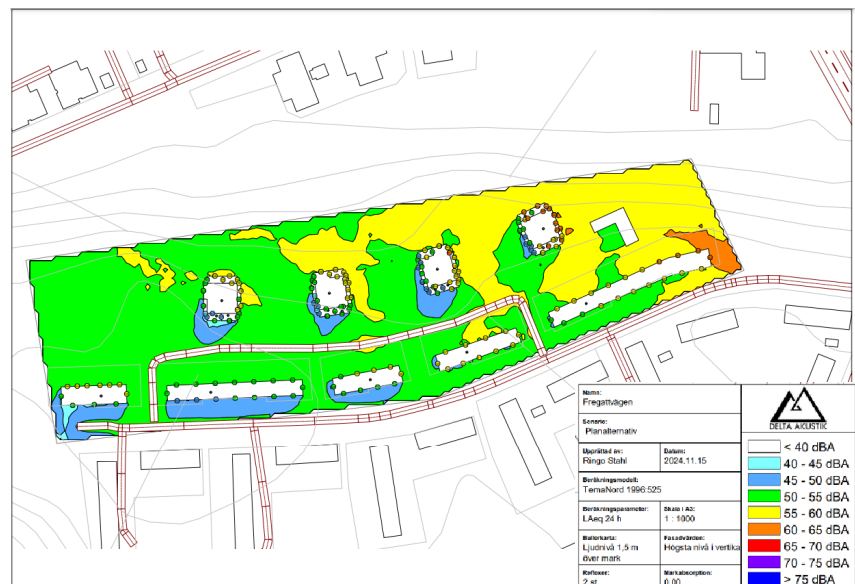 Namn:
Fregattvägen
Scenario:
Planalternativ
Upprättad av:
Ringo Stahl
Datum:
2024.11.15
Beräkningsmodell:
TemaNord 1996:525
Beräkningsparameter:
LAeq 24 h
Skala i A3:
1 : 1000
Bullerkarta:
Ljudnivå 1,5 m
över mark
Fasadvärden:
Högsta nivå i vertika
Reflexer:
2 st
Markabsorption:
0,00
DELTA AKUSTIK
< 40 dBA
40 - 45 dBA
45 - 50 dBA
50 - 55 dBA
55 - 60 dBA
60 - 65 dBA
65 - 70 dBA
70 - 75 dBA
> 75 dBA